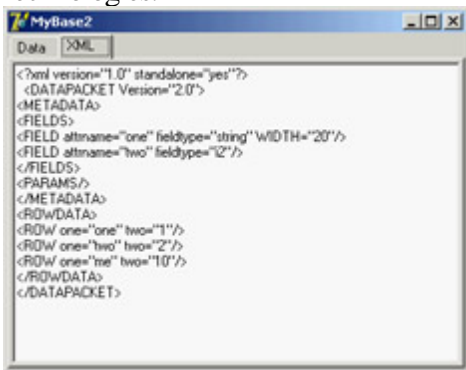 MyBase2
Data XML
<?xml version="1.0" standalone="yes"?>
<DATAPACKET Version="2.0">
<METADATA>
<FIELDS>
<FIELD attrname="one" fieldtype="string" WIDTH="20"/>
<FIELD attrname="two" fieldtype="i2"/>
</FIELDS>
<PARAMS/>
</METADATA>
<ROWDATA>
<ROW one="one" two="1"/>
<ROW one="two" two="2"/>
<ROW one="me" two="10"/>
</ROWDATA>
</DATAPACKET>